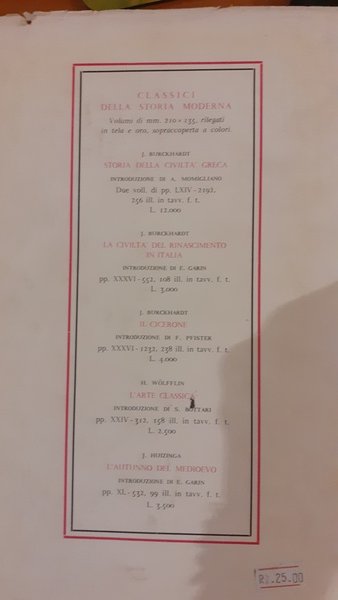 CLASSICI
DELLA STORIA MODERNA
Volumi di mm. 210 × 135, rilegati
in tela e oro, sopraccoperta a colori
J. BURCKHARDT
STORIA DELLA CIVILTA' GRECA
INTRODUZIONE DI A. MOMIGLIANO
Due voll. di pp. LXIV-2192,
256 ill. in tavv. f. t.
L. 12.000
J. BURCKHARDT
LA CIVILTA' DEL RINASCIMENTO
IN ITALIA
INTRODUZIONE DI E. GARIN
pp. XXXVI-552, 108 ill. in tavv. f. t.
L. 3.000
J. BURCKHARDT
IL CICERONE
INTRODUZIONE DI F. PFISTER
pp. XXXVI-1232, 258 ill. in tavv. f. t.
L. 4.000
H. WÖLFFLIN
L'ARTE CLASSICA
INTRODUZIONE DI S. BOTTARI
pp. XXIV-312, 158 ill. in tavv. f. t.
L. 2.500
J. HUIZINGA
L'AUTUNNO DEL MEDIOEVO
INTRODUZIONE DI E. GARIN
pp. XL-532, 99 ill. in tavv. f. t.
L. 3.500
25.00